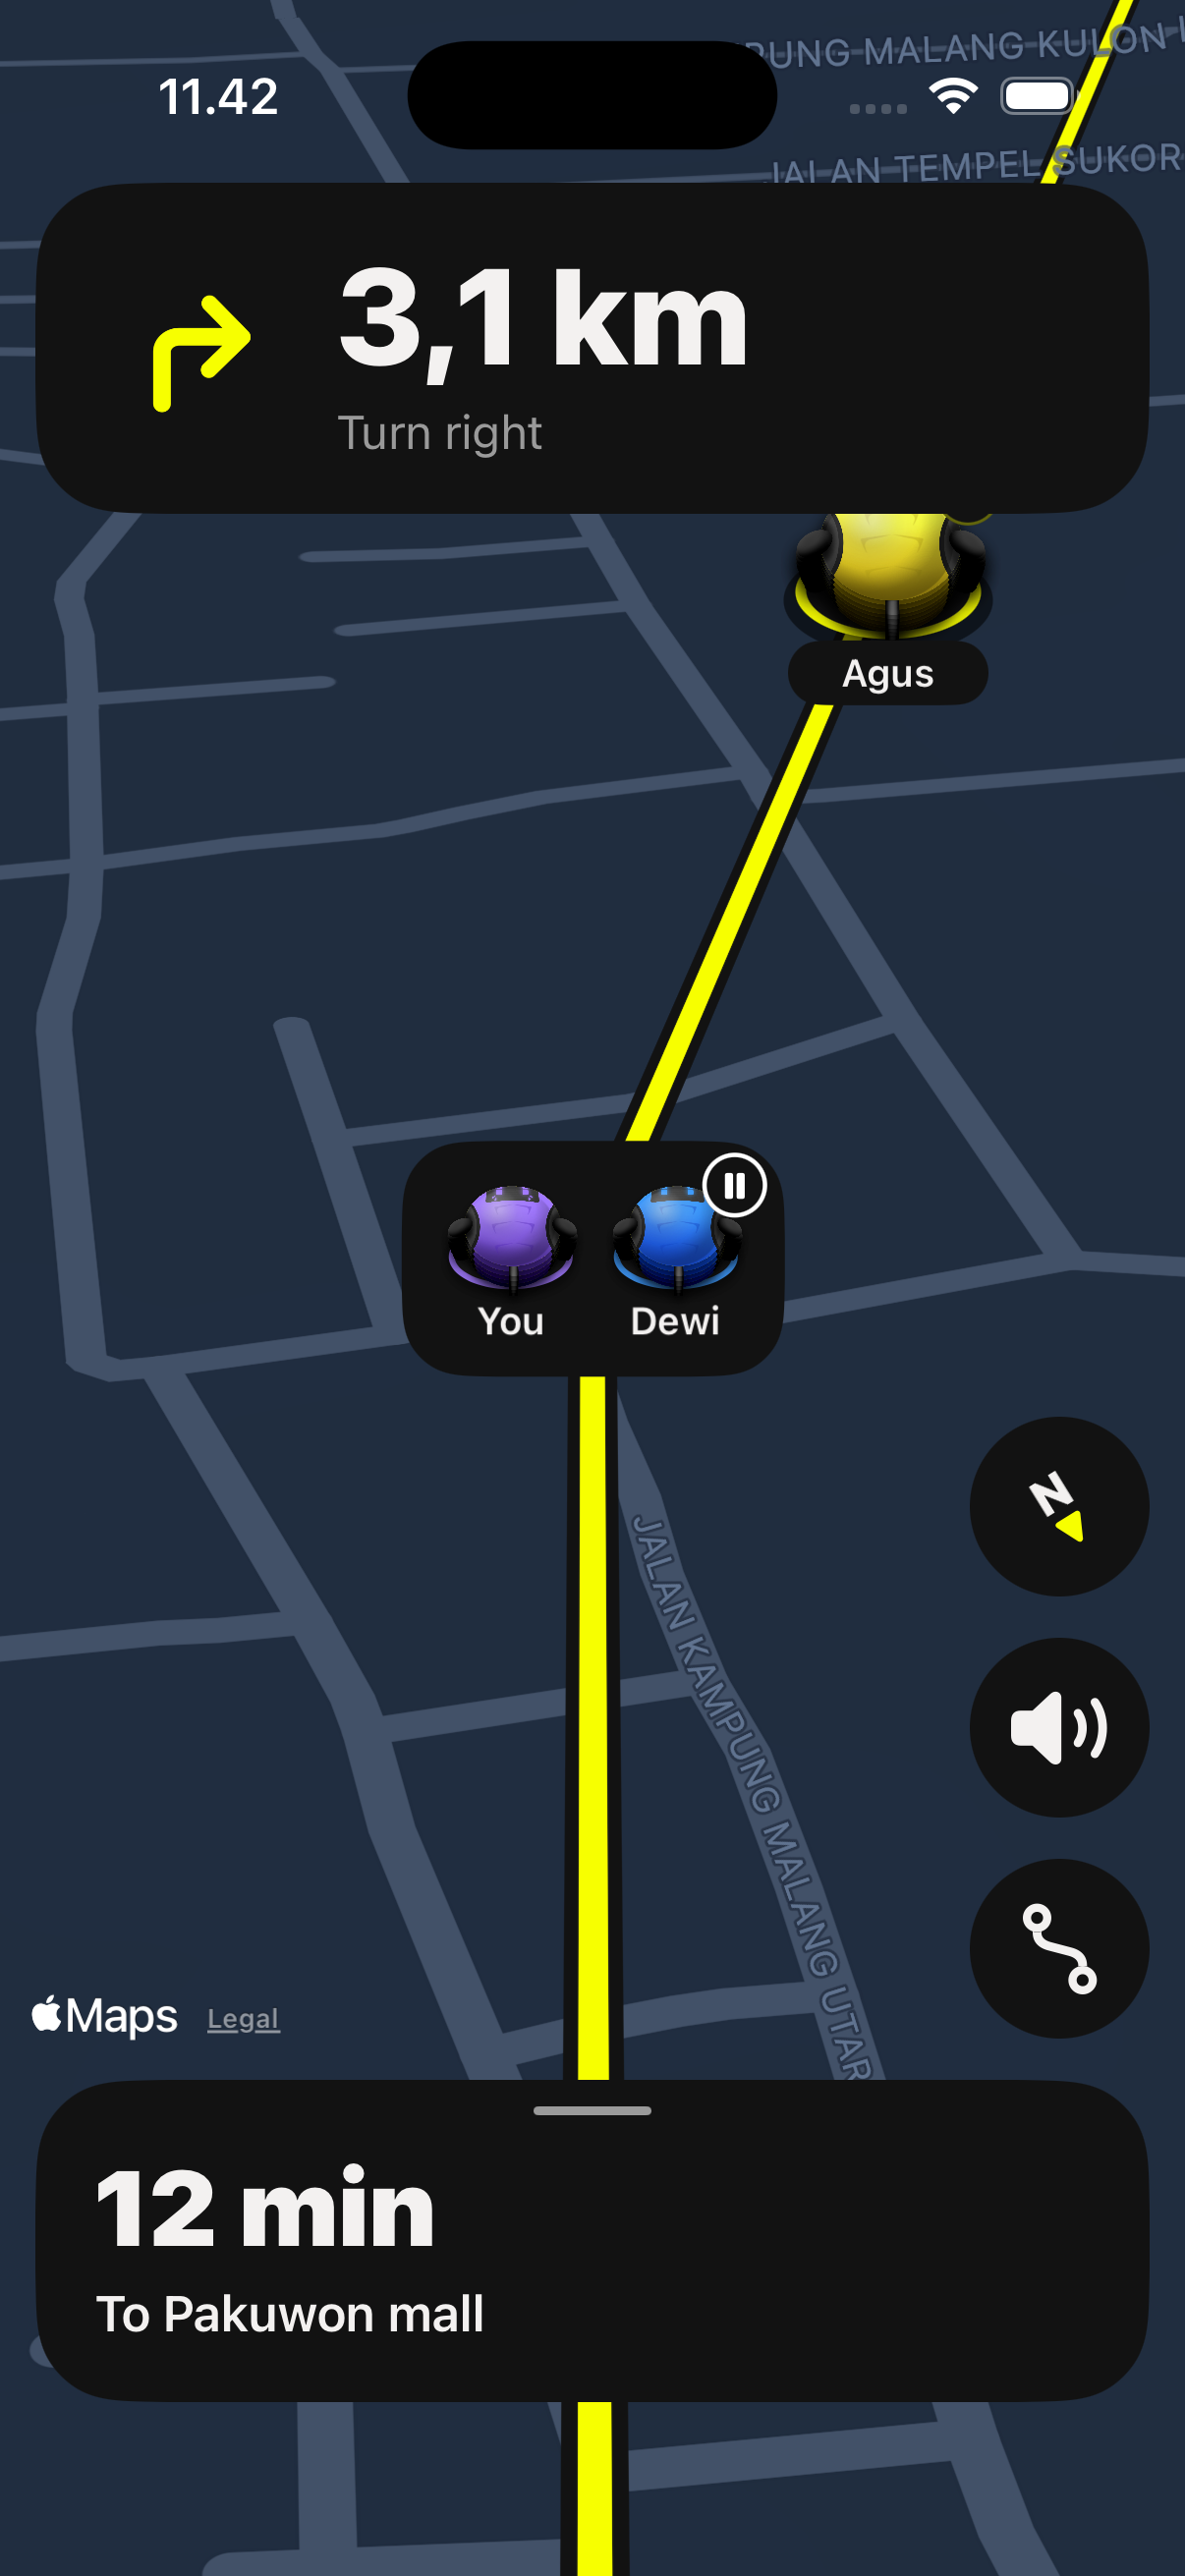 PUNG MALANG KULON
11.42
JALAN TEMPEL SUKOR
3,1 km
Turn right
Agus
You
Dewi
N
JALAN KAMPUNG MALANG UTAR
Maps
Legal
12 min
To Pakuwon mall